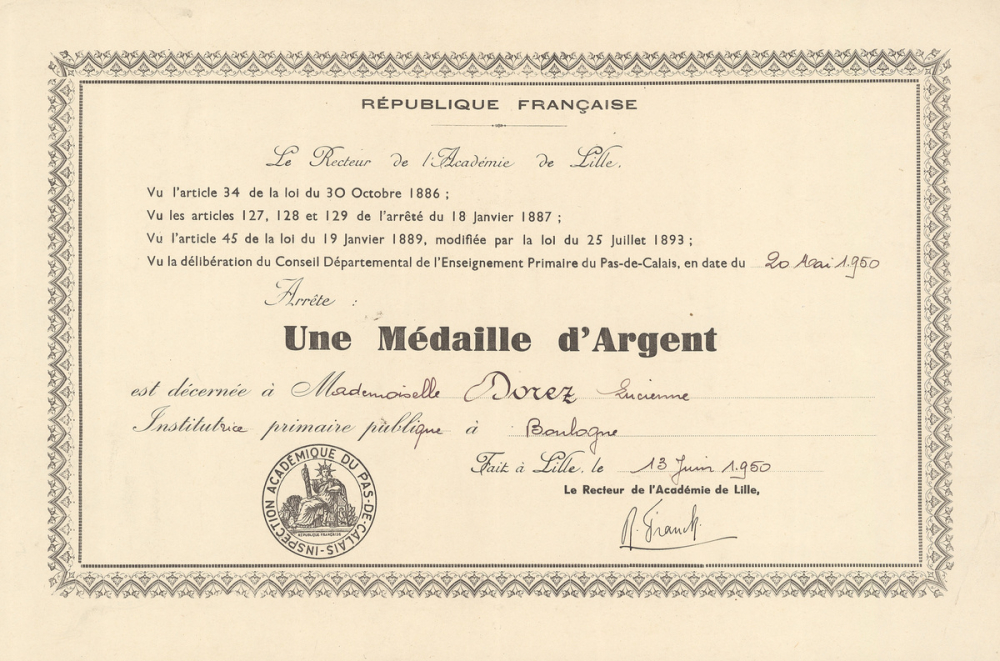 RÉPUBLIQUE FRANÇAISE
Le Recteur de l'Académie de Lille.
Vu l'article 34 de la loi du 30 Octobre 1886 ;
Vu les articles 127, 128 et 129 de l'arrêté du 18 Janvier 1887 ;
Vu l'article 45 de la loi du 19 Janvier 1889, modifiée par la loi du 25 Juillet 1893 ;
Vu la délibération du Conseil Départemental de l'Enseignement Primaire du Pas-de-Calais, en date du 20 Mai 1.950
Arrête :
Une Médaille d'Argent
est décernée à Mademoiselle Dorez Lucienne
Institutrice primaire publique à Boulogne
Fait à Lille, le 13 Juin 1.950
Le Recteur de l'Académie de Lille,
R. Franck.
INSPECTION ACADÉMIQUE DU PAS-DE-CALAIS
RÉPUBLIQUE FRANÇAISE